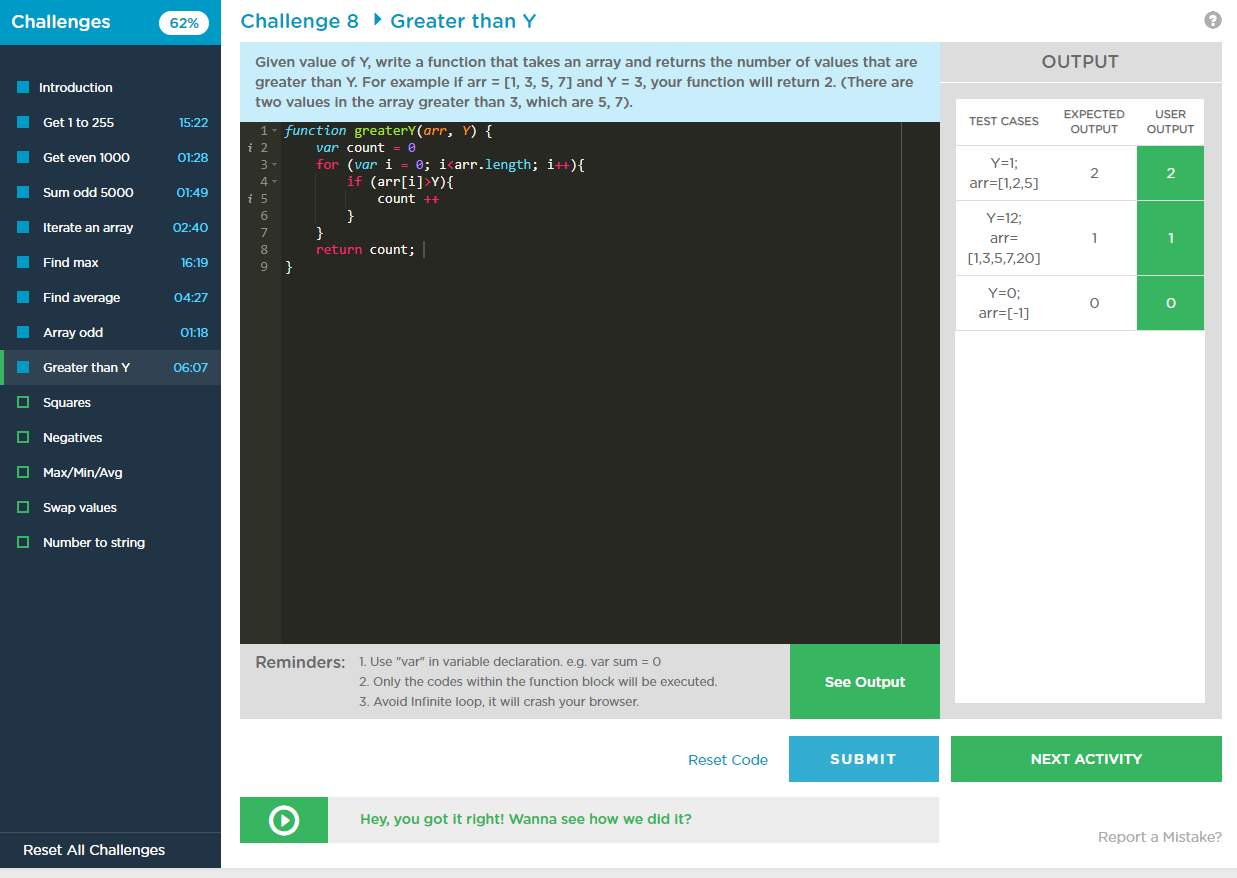 Challenges 62%
Introduction
Get 1 to 255 15:22
Get even 1000 01:28
Sum odd 5000 01:49
Iterate an array 02:40
Find max 16:19
Find average 04:27
Array odd 01:18
Greater than Y 06:07
Squares
Negatives
Max/Min/Avg
Swap values
Number to string
Reset All Challenges
Challenge 8 Greater than Y
?
Given value of Y, write a function that takes an array and returns the number of values that are
greater than Y. For example if arr = [1, 3, 5, 7] and Y = 3, your function will return 2. (There are
two values in the array greater than 3, which are 5, 7).
1 function greaterY(arr, Y) {
i 2 var count = 0
3 for (var i = 0; i<arr.length; i++){
4 if (arr[i]>Y){
i 5 count ++
6 }
7 }
8 return count;
9 }
Reminders: 1. Use "var" in variable declaration. e.g. var sum = 0
2. Only the codes within the function block will be executed.
3. Avoid Infinite loop, it will crash your browser.
See Output
OUTPUT
TEST CASES EXPECTED OUTPUT USER OUTPUT
Y=1;
arr=[1,2,5] 2 2
Y=12;
arr= 1 1
[1,3,5,7,20]
Y=0;
arr=[-1] 0 0
Reset Code SUBMIT NEXT ACTIVITY
Hey, you got it right! Wanna see how we did it?
Report a Mistake?